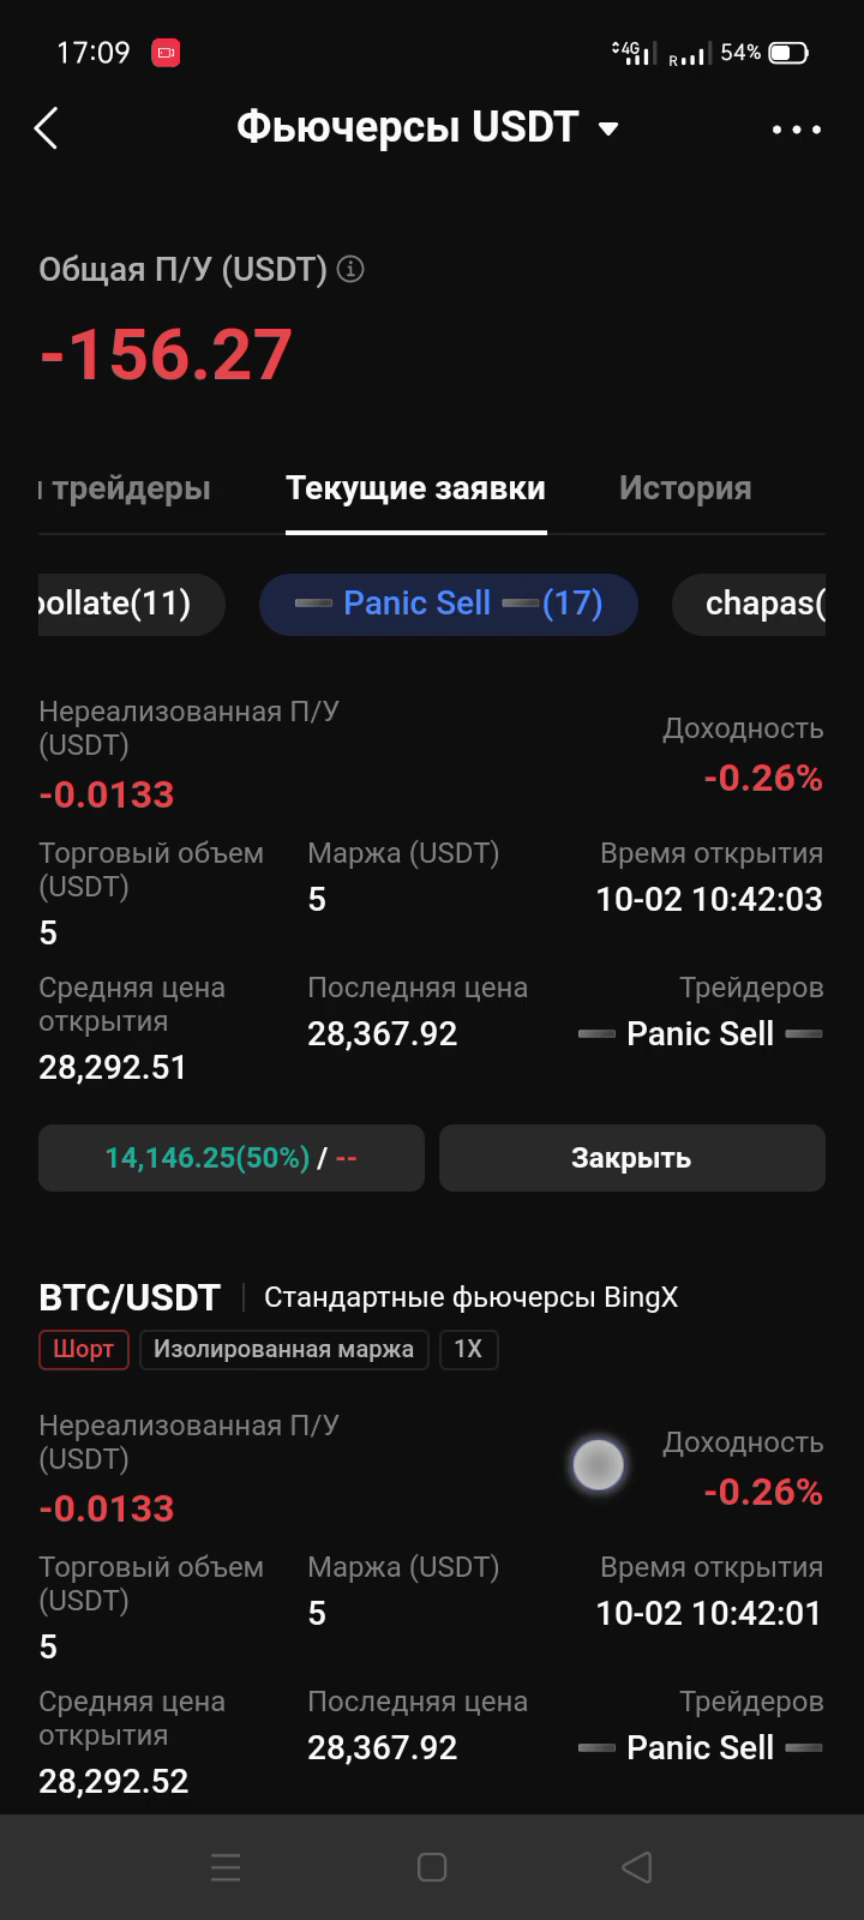 17:09
4G R 54%
Фьючерсы USDT
Общая П/У (USDT)
-156.27
трейдеры Текущие заявки История
ollate(11) Panic Sell (17) chapas(
Нереализованная П/У
(USDT)
Доходность
-0.0133
-0.26%
Торговый объем
(USDT)
Маржа (USDT)
Время открытия
5
5
10-02 10:42:03
Средняя цена
открытия
Последняя цена
Трейдеров
28,292.51
28,367.92
Panic Sell
14,146.25(50%) / --
Закрыть
BTC/USDT | Стандартные фьючерсы BingX
Шорт Изолированная маржа 1X
Нереализованная П/У
(USDT)
Доходность
-0.0133
-0.26%
Торговый объем
(USDT)
Маржа (USDT)
Время открытия
5
5
10-02 10:42:01
Средняя цена
открытия
Последняя цена
Трейдеров
28,292.52
28,367.92
Panic Sell